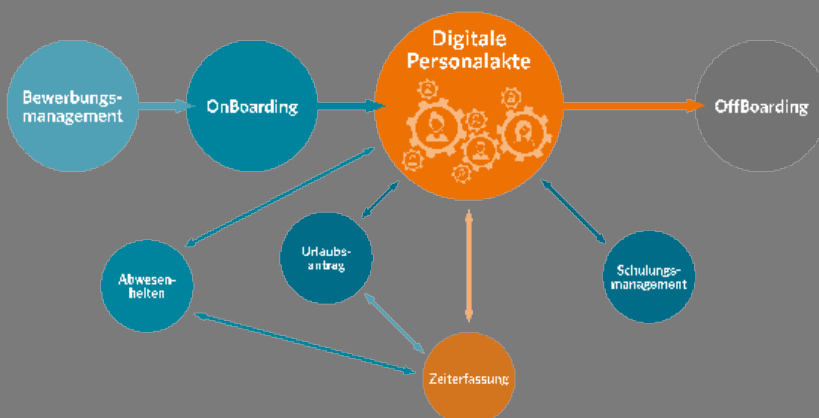 Digitale
Personalakte
Bewerbungs-
management
OnBoarding
OffBoarding
Urlaubs-
antrag
Abwesen-
heiten
Schulungs-
management
Zeiterfassung